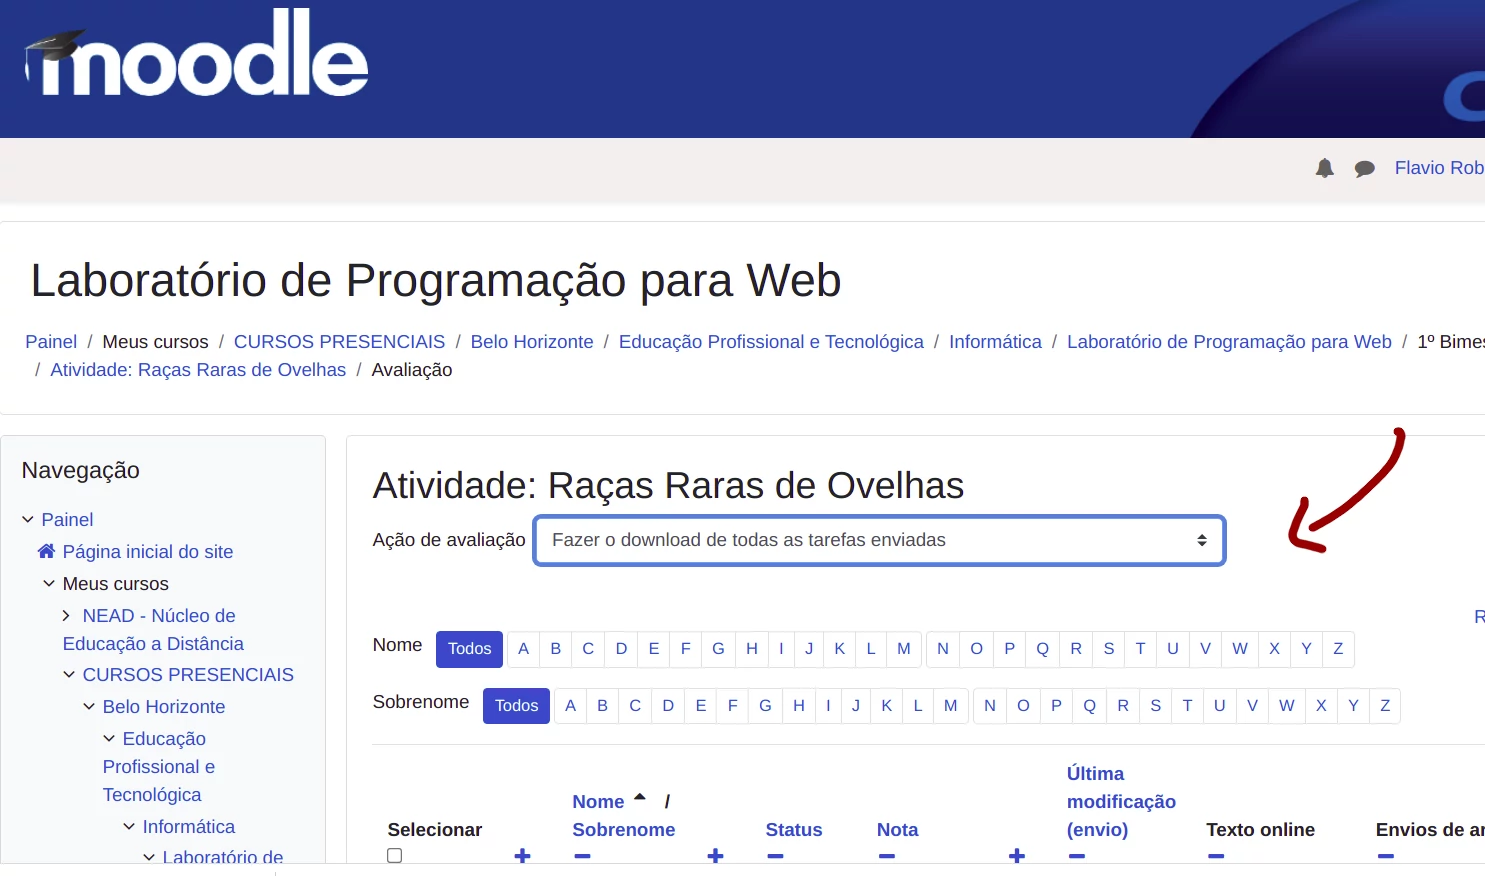 moodle
Flavio Rob
Laboratório de Programação para Web
Painel / Meus cursos / CURSOS PRESENCIAIS / Belo Horizonte / Educação Profissional e Tecnológica / Informática / Laboratório de Programação para Web / 1º Bimes
/ Atividade: Raças Raras de Ovelhas / Avaliação
Navegação
Painel
Página inicial do site
Meus cursos
NEAD - Núcleo de
Educação a Distância
CURSOS PRESENCIAIS
Belo Horizonte
Educação
Profissional e
Tecnológica
Informática
Laboratório de
Atividade: Raças Raras de Ovelhas
Ação de avaliação Fazer o download de todas as tarefas enviadas
R
Nome Todos A B C D E F G H I J K L M N O P Q R S T U V W X Y Z
Sobrenome Todos A B C D E F G H I J K L M N O P Q R S T U V W X Y Z
Selecionar
Nome /
Sobrenome
Status
Nota
Última
modificação
(envio)
Texto online
Envios de ar